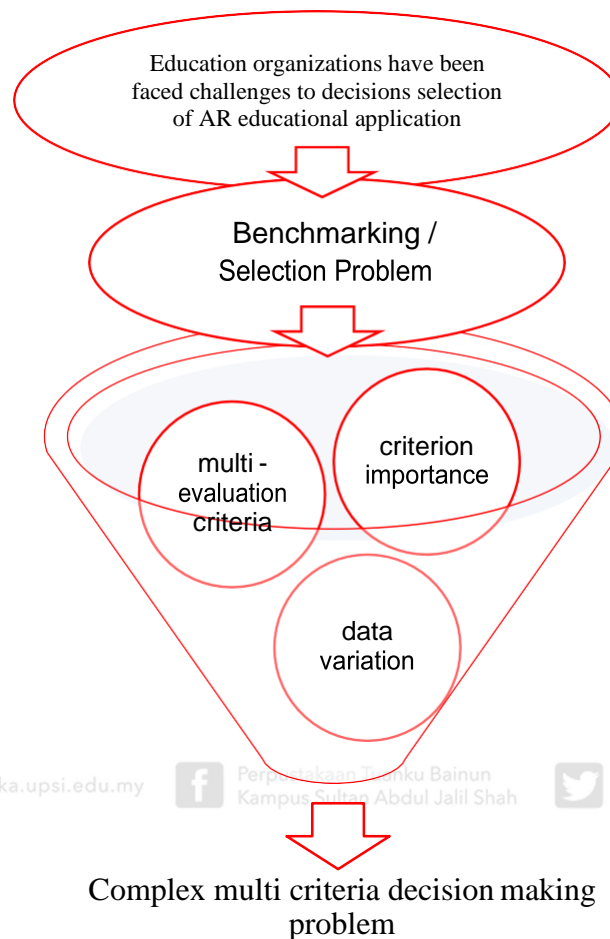 Education organizations have been
faced challenges to decisions selection
of AR educational application
Benchmarking /
Selection Problem
criterion
importance
multi -
evaluation
criteria
data
variation
ka.upsi.edu.my
Perpustakaan Tuanku Bainun
Kampus Sultan Abdul Jalil Shah
Complex multi criteria decision making
problem